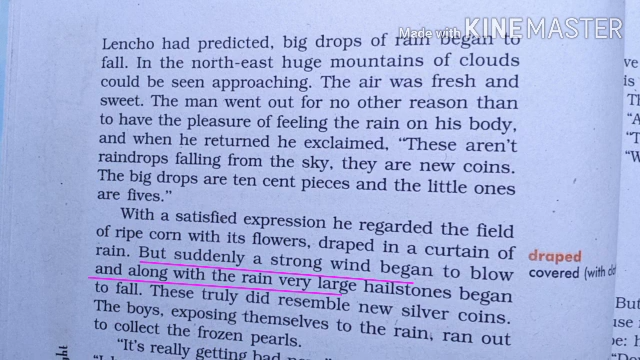 Made with KINEMASTER
Lencho had predicted, big drops of rain began to
fall. In the north-east huge mountains of clouds
could be seen approaching. The air was fresh and
sweet. The man went out for no other reason than
to have the pleasure of feeling the rain on his body,
and when he returned he exclaimed, “These aren't
raindrops falling from the sky, they are new coins.
The big drops are ten cent pieces and the little ones
are fives.”
With a satisfied expression he regarded the field
of ripe corn with its flowers, draped in a curtain of
rain. But suddenly a strong wind began to blow
and along with the rain very large hailstones began
to fall. These truly did resemble new silver coins.
The boys, exposing themselves to the rain, ran out
to collect the frozen pearls.
“It's really getting bad
draped
covered (with
is
But